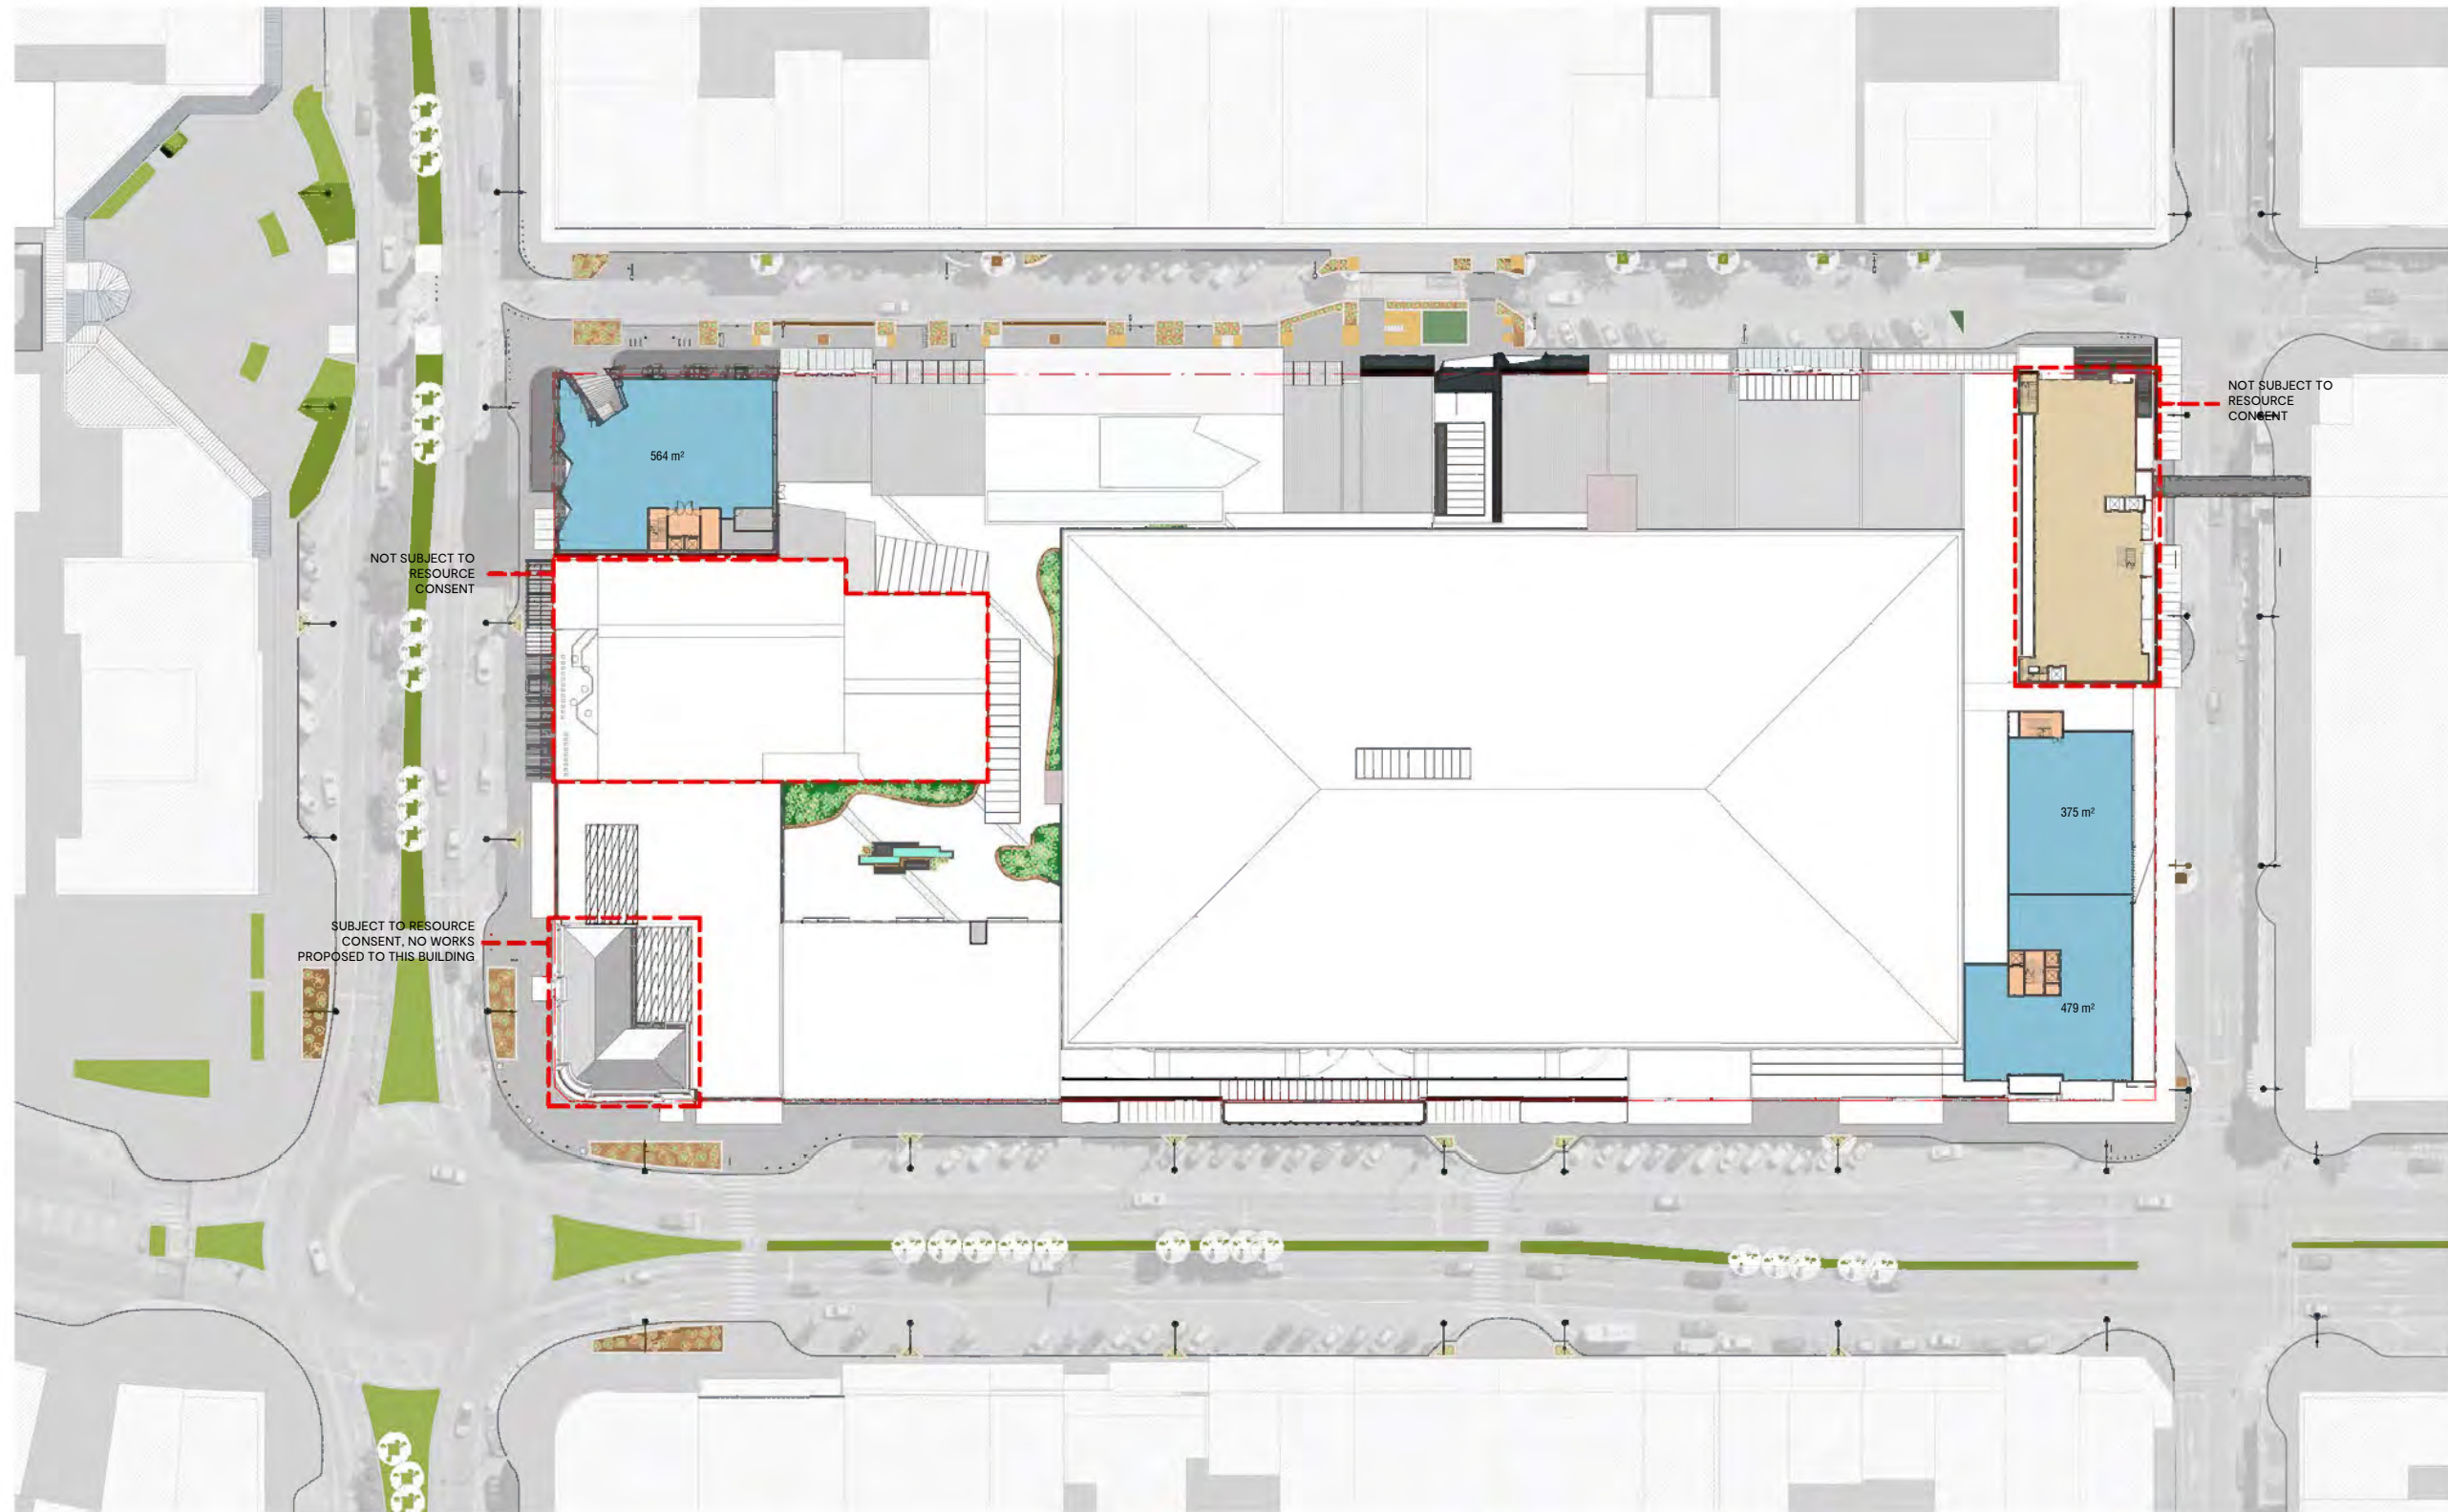 NOT SUBJECT TO
RESOURCE
CONSENT
564 m²
NOT SUBJECT TO
RESOURCE
CONSENT
375 m²
SUBJECT TO RESOURCE
CONSENT, NO WORKS
PROPOSED TO THIS BUILDING
479 m²